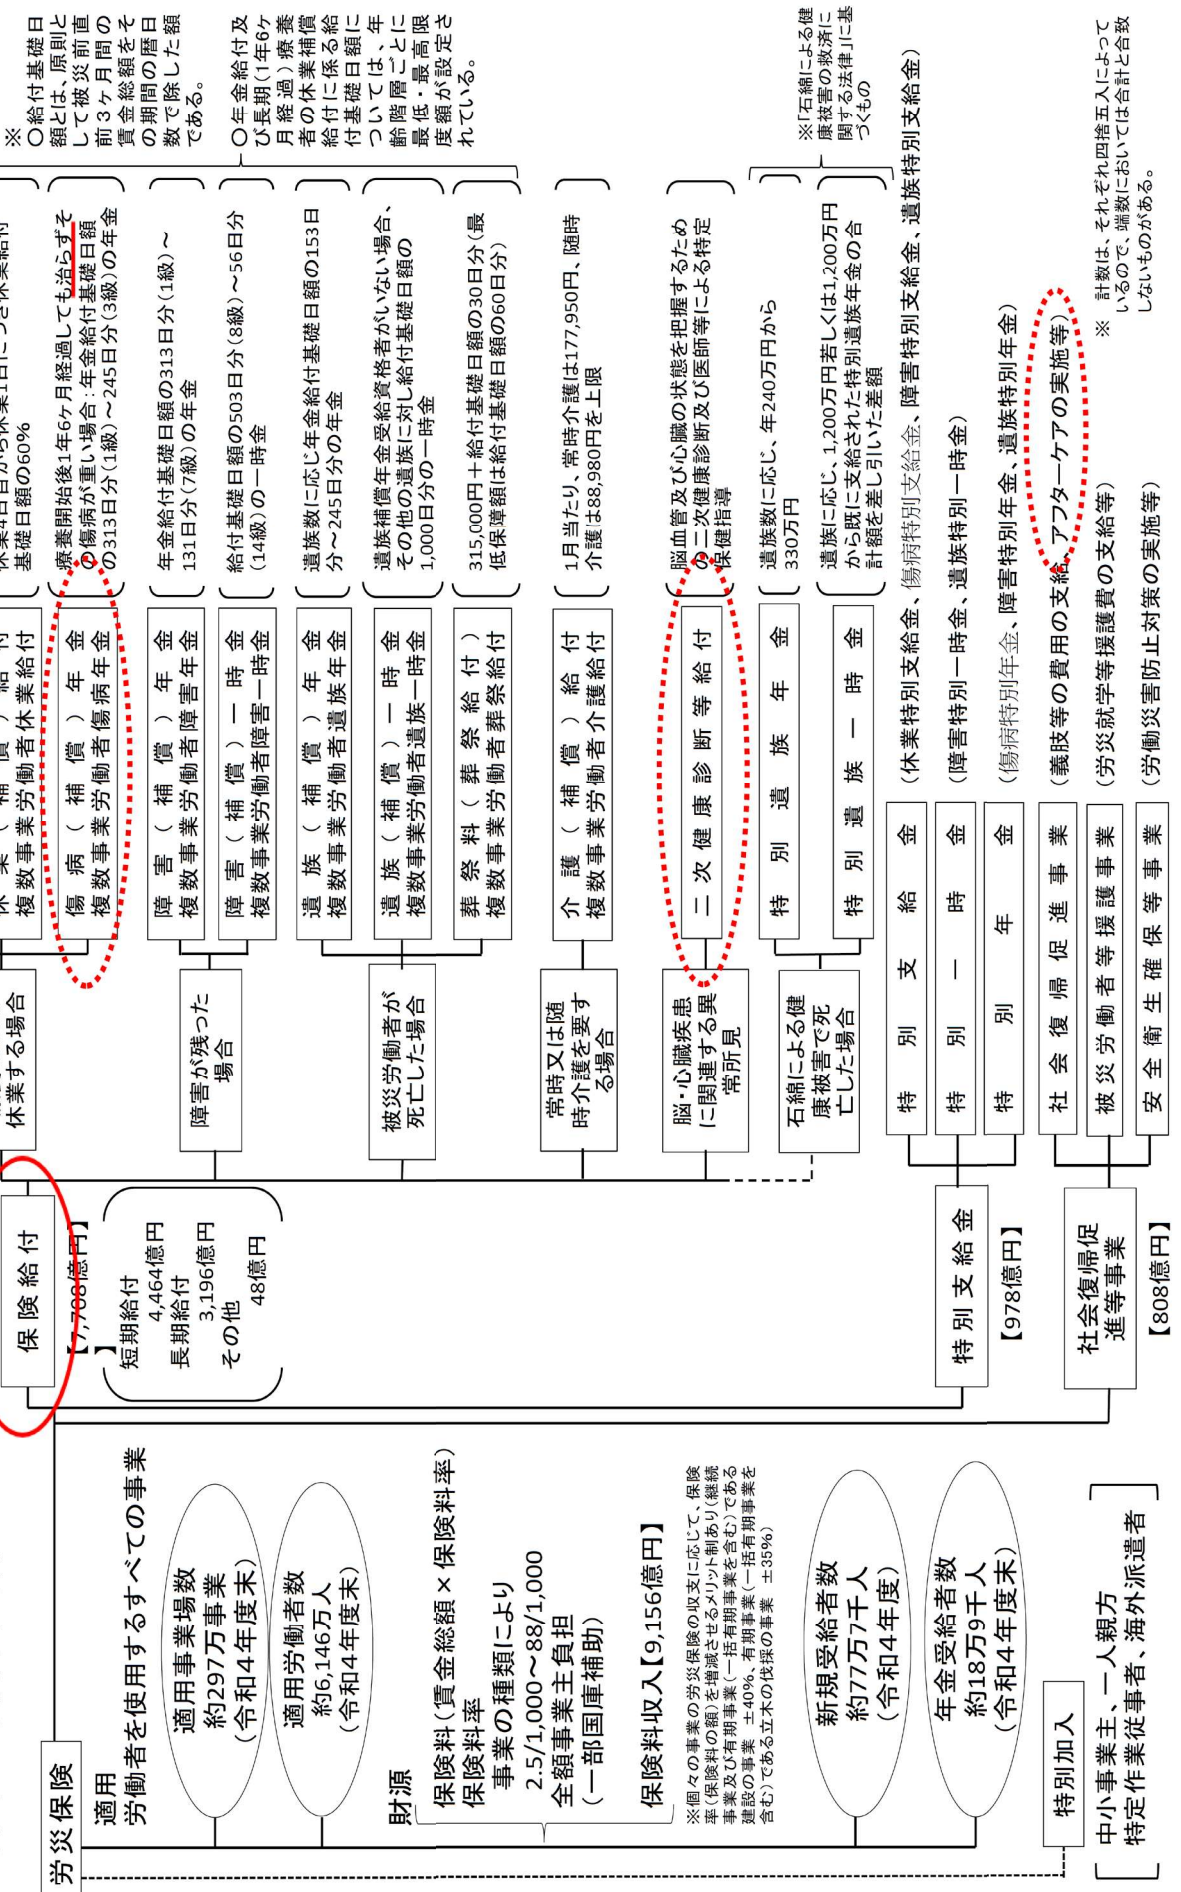 労災保険
適用
労働者を使用するすべての事業
適用事業場数
約297万事業
（令和4年度末）
適用労働者数
約6,146万人
（令和4年度末）
財源
保険料（賃金総額×保険料率）
保険料率
事業の種類により
2.5/1,000～88/1,000
全額事業主負担
（一部国庫補助）
保険料収入【9,156億円】
※個々の事業の労災保険の収支に応じて、保険
率（保険料の額）を増減させるメリット制あり（継続
事業及び有期事業（一括有期事業を含む）である
建設の事業　±40%、有期事業（一括有期事業を
含む）である立木の伐採の事業　±35%）
新規受給者数
約77万7千人
（令和4年度）
年金受給者数
約18万9千人
（令和4年度末）
特別加入
中小事業主、一人親方
特定作業従事者、海外派遣者
保険給付
【7,708億円】
短期給付
4,464億円
長期給付
3,196億円
その他
48億円
休業する場合
複数事業労働者休業給付
基礎日額の60%
傷病（補償）年金
複数事業労働者傷病年金
療養開始後1年6ヶ月経過しても治らずそ
の傷病が重い場合：年金給付基礎日額
の313日分（1級）～245日分（3級）の年金
障害が残った
場合
障害（補償）年金
複数事業労働者障害年金
年金給付基礎日額の313日分（1級）～
131日分（7級）の年金
障害（補償）一時金
複数事業労働者障害一時金
給付基礎日額の503日分（8級）～56日分
（14級）の一時金
被災労働者が
死亡した場合
遺族（補償）年金
複数事業労働者遺族年金
遺族数に応じ年金給付基礎日額の153日
分～245日分の年金
遺族（補償）一時金
複数事業労働者遺族一時金
遺族補償年金受給資格者がいない場合、
その他の遺族に対し給付基礎日額の
1,000日分の一時金
葬祭料（葬祭給付）
複数事業労働者葬祭給付
315,000円＋給付基礎日額の30日分（最
低保障額は給付基礎日額の60日分）
常時又は随
時介護を要す
る場合
介護（補償）給付
複数事業労働者介護給付
1月当たり、常時介護は177,950円、随時
介護は88,980円を上限
脳・心臓疾患
に関連する異
常所見
二次健康診断等給付
脳血管及び心臓の状態を把握するため
の二次健康診断及び医師等による特定
保健指導
石綿による健
康被害で死
亡した場合
特別遺族年金
遺族数に応じ、年240万円から
330万円
特別遺族一時金
遺族に応じ、1,200万円若しくは1,200万円
から既に支給された特別遺族年金の合
計額を差し引いた差額
※
〇給付基礎日
額とは、原則と
して被災前直
前3ヶ月間の
賃金総額をそ
の期間の暦日
数で除した額
である。
〇年金給付及
び長期（1年6ヶ
月経過）療養
者の休業補償
給付に係る給
付基礎日額に
ついては、年
齢階層ごとに
最低・最高限
度額が設定さ
れている。
※「石綿による健
康被害の救済に
関する法律」に基
づくもの
特別支給金
【978億円】
特別支給金
（休業特別支給金、傷病特別支給金、障害特別支給金、遺族特別支給金）
特別一時金
（障害特別一時金、遺族特別一時金）
特別年金
（傷病特別年金、障害特別年金、遺族特別年金）
社会復帰促
進等事業
【808億円】
社会復帰促進事業
（義肢等の費用の支給、アフターケアの実施等）
被災労働者等援護事業
（労災就学等援護費の支給等）
安全衛生確保等事業
（労働災害防止対策の実施等）
※　計数は、それぞれ四捨五入によって
いるので、端数においては合計と合致
しないものがある。